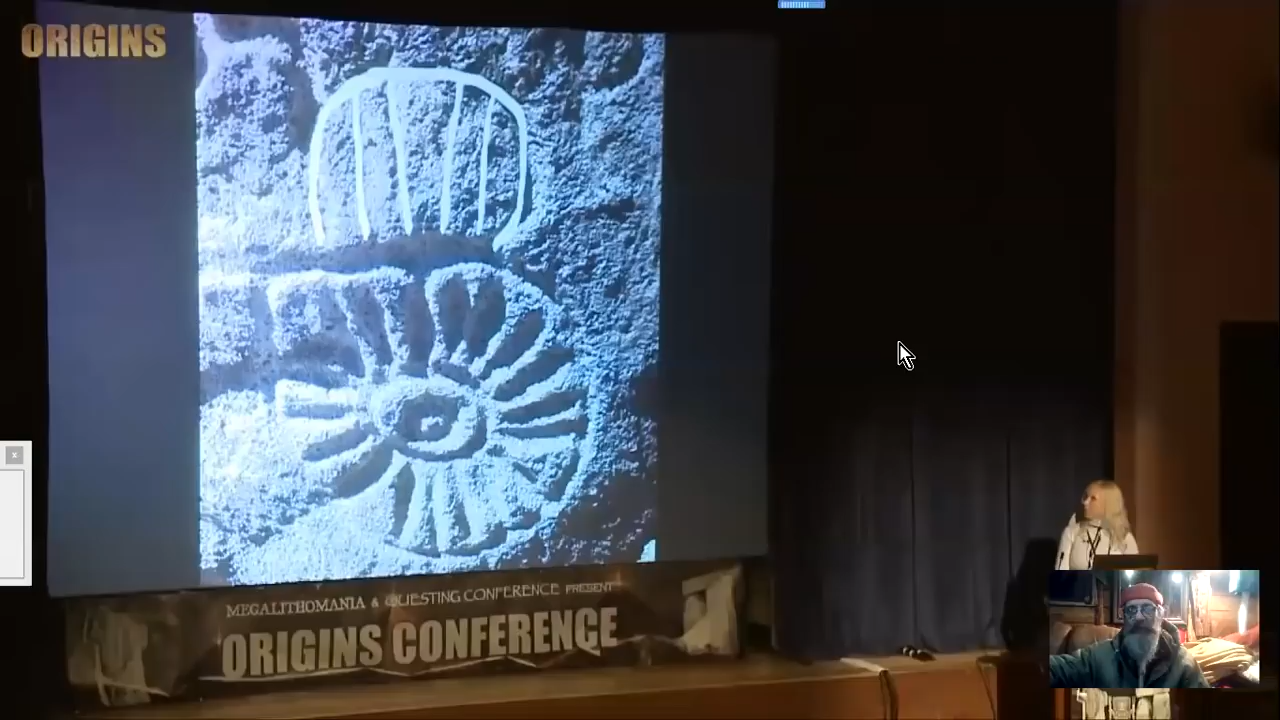 ORIGINS
MEGALITHOMANIA & QUESTING CONFERENCE PRESENT
ORIGINS CONFERENCE